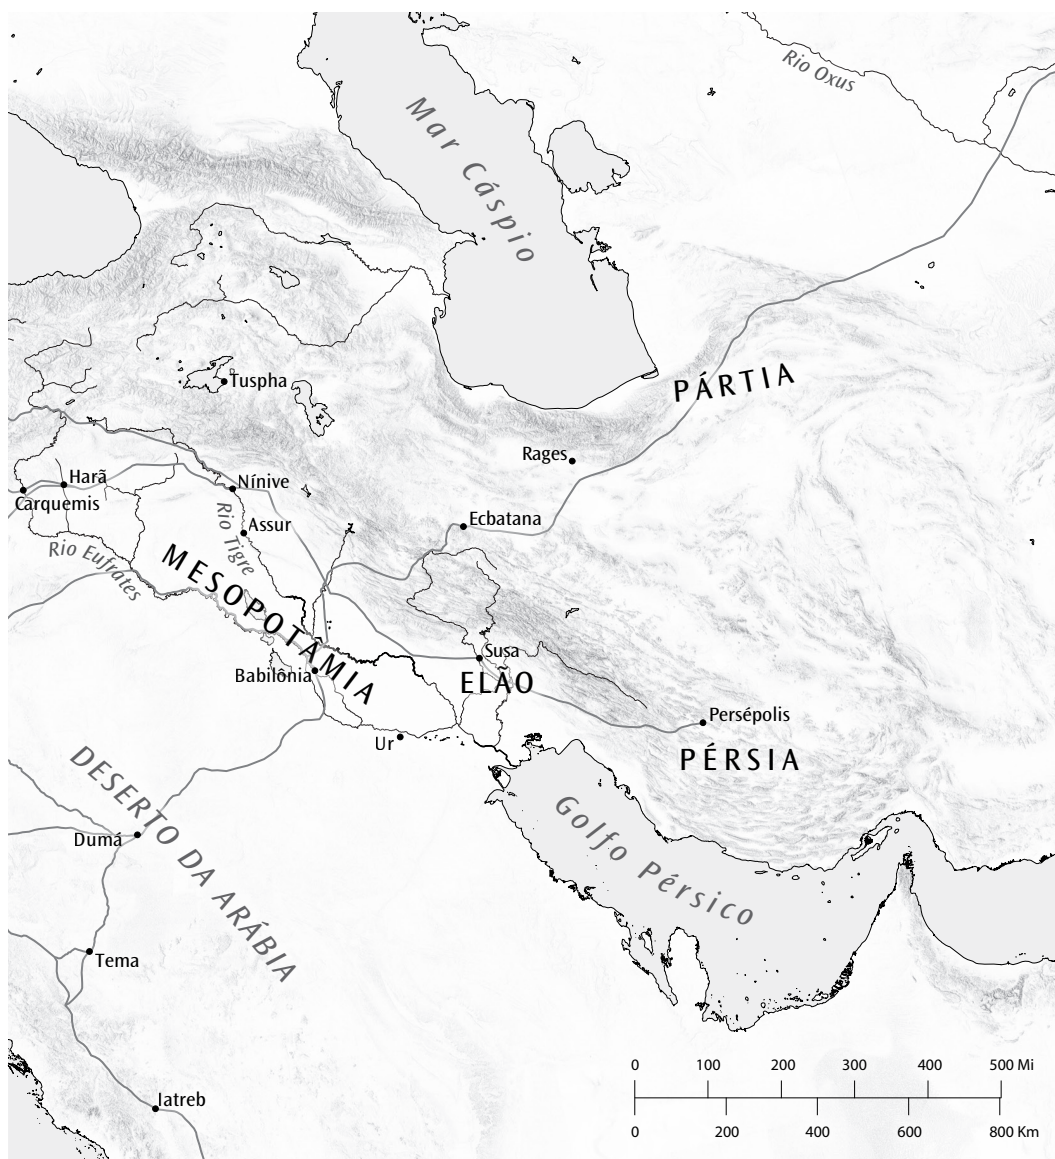 Rio Oxus
Mar Cáspio
Tuspha
PÁRTIA
Rages
Harã
Nínive
Carquemis
Ecbatana
Assur
Rio Tigre
Rio Eufrates
MESOPOTÂMIA
Susa
Babilônia
ELÃO
Persépolis
Ur
PÉRSIA
DESERTO DA ARÁBIA
Golfo Pérsico
Dumá
Tema
Iatreb
0 100 200 300 400 500 Mi
0 200 400 600 800 Km